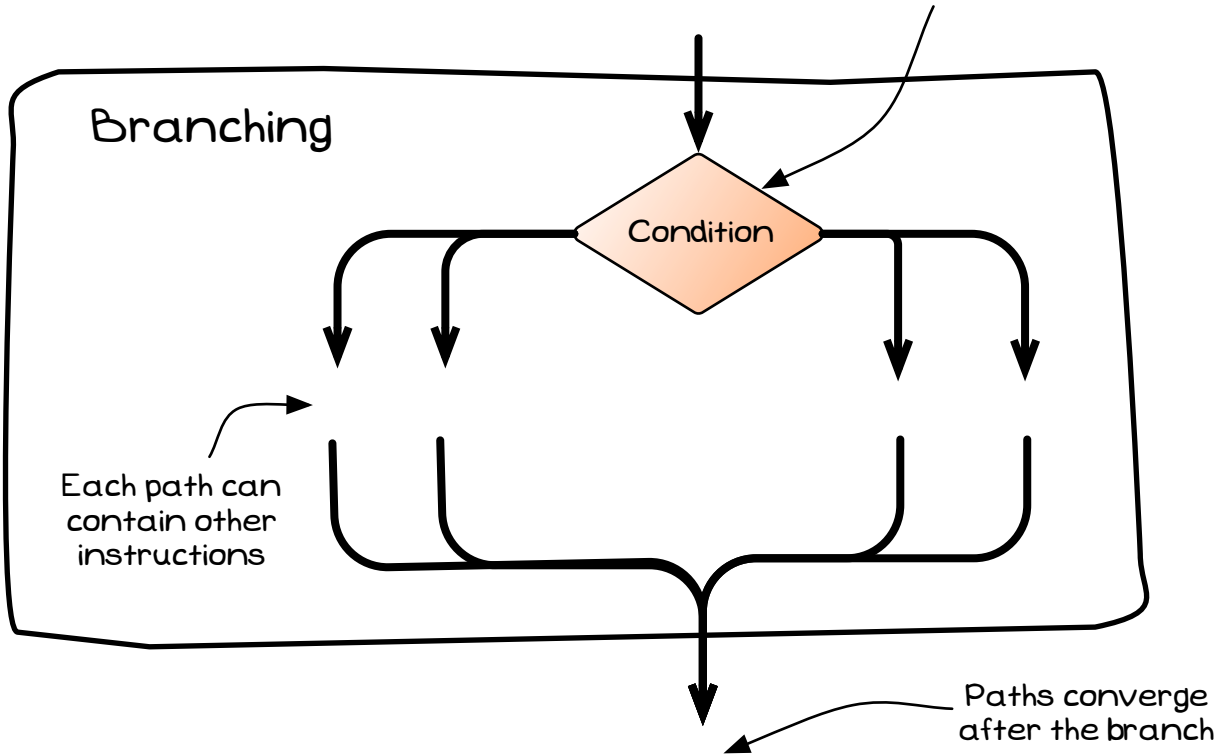 Branching
Condition
Each path can
contain other
instructions
Paths converge
after the branch